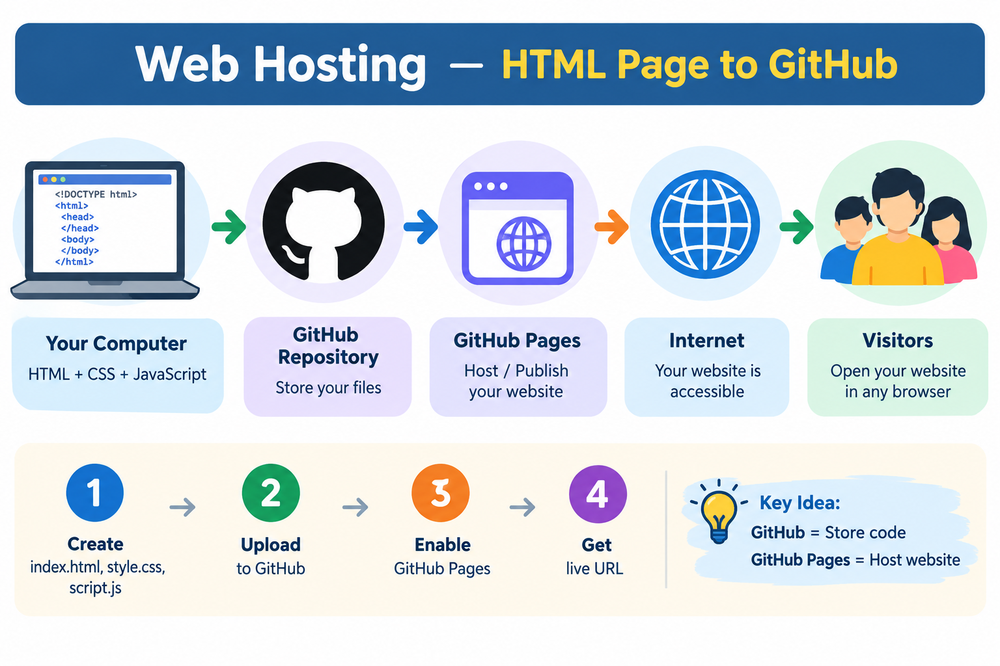 Web Hosting — HTML Page to GitHub
<!DOCTYPE html>
<html>
<head>
</head>
<body>
</body>
</html>
Your Computer
HTML + CSS + JavaScript
GitHub
Repository
Store your files
GitHub Pages
Host / Publish
your website
Internet
Your website is
accessible
Visitors
Open your website
in any browser
1
Create
index.html, style.css,
script.js
2
Upload
to GitHub
3
Enable
GitHub Pages
4
Get
live URL
Key Idea:
GitHub = Store code
GitHub Pages = Host website